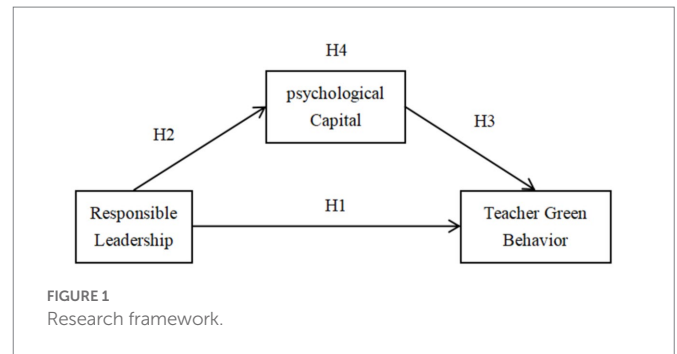 H4
psychological
Capital
H2
H3
H1
Responsible
Leadership
Teacher Green
Behavior
FIGURE 1
Research framework.